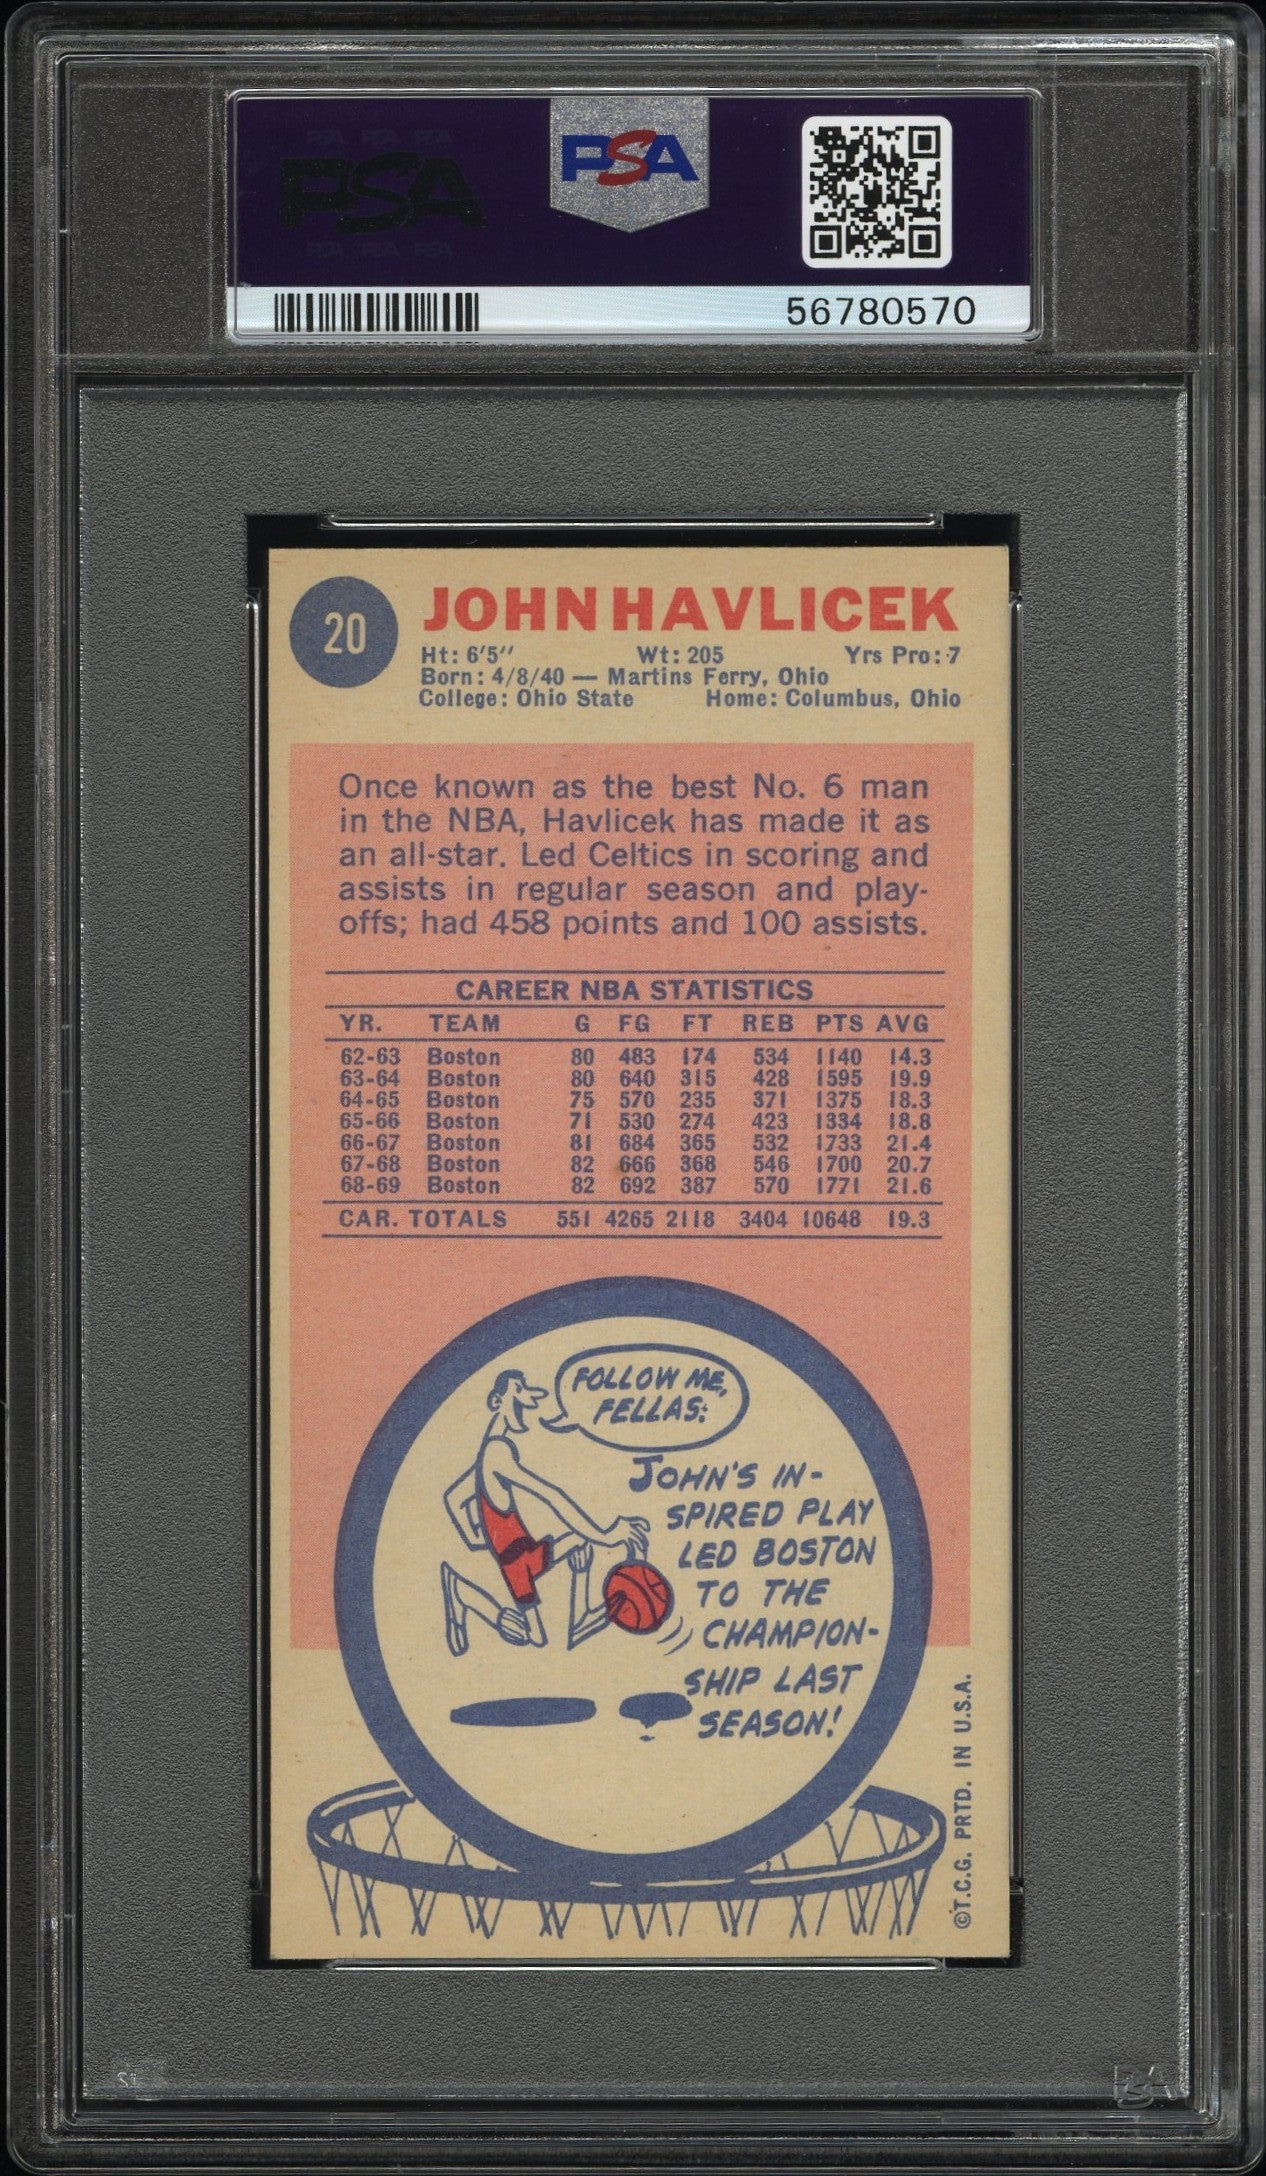 PSA
56780570
20
JOHN HAVLICEK
Ht: 6'5'' Wt: 205 Yrs Pro: 7
Born: 4/8/40 — Martins Ferry, Ohio
College: Ohio State Home: Columbus, Ohio
Once known as the best No. 6 man
in the NBA, Havlicek has made it as
an all-star. Led Celtics in scoring and
assists in regular season and play-
offs; had 458 points and 100 assists.
CAREER NBA STATISTICS
YR. TEAM G FG FT REB PTS AVG
62-63 Boston 80 483 174 534 1140 14.3
63-64 Boston 80 640 315 428 1595 19.9
64-65 Boston 75 570 235 371 1375 18.3
65-66 Boston 71 530 274 423 1334 18.8
66-67 Boston 81 684 365 532 1733 21.4
67-68 Boston 82 666 368 546 1700 20.7
68-69 Boston 82 692 387 570 1771 21.6
CAR. TOTALS 551 4265 2118 3404 10648 19.3
FOLLOW ME,
FELLAS:
JOHN'S IN-
SPIRED PLAY
LED BOSTON
TO THE
CHAMPION-
SHIP LAST
SEASON!
©T.C.G. PRTD. IN U.S.A.
PSA